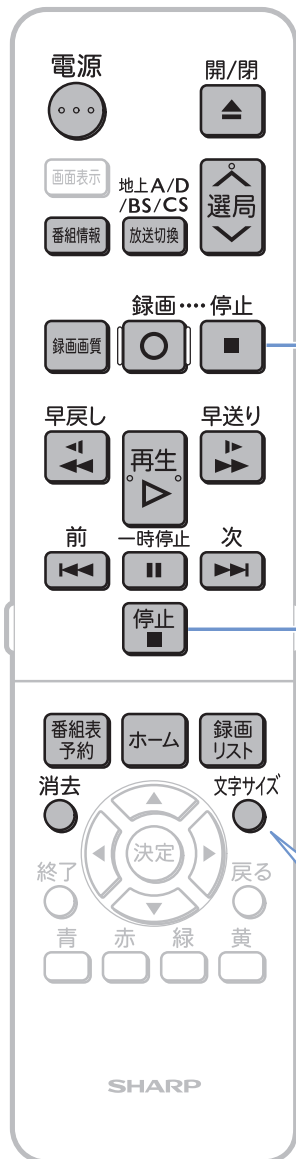 電源
開/閉
画面表示
地上A/D
/BS/CS
選局
番組情報
放送切換
録画‥‥停止
録画画質
早戻し
早送り
再生
前
一時停止
次
停止
番組表
予約
ホーム
録画
リスト
消去
文字サイズ
決定
終了
戻る
青
赤
緑
黄
SHARP